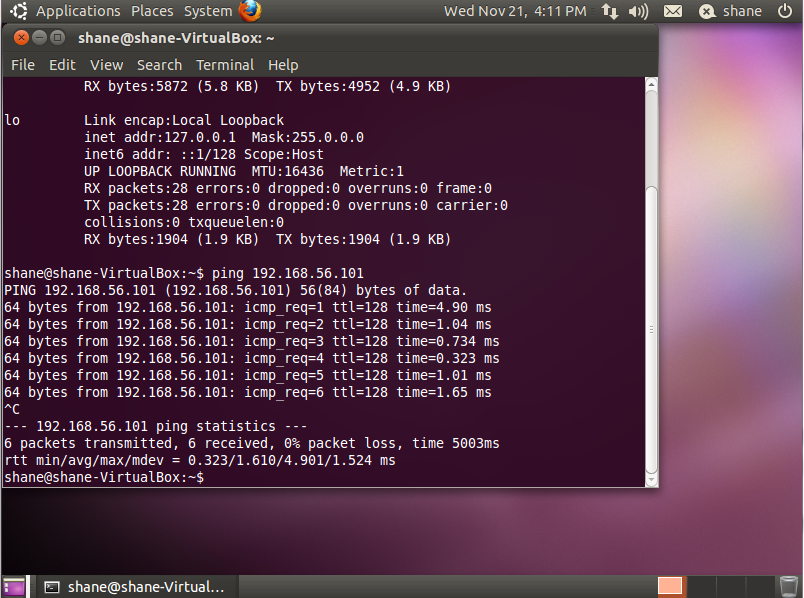 Applications Places System Wed Nov 21, 4:11 PM shane
shane@shane-VirtualBox: ~
File Edit View Search Terminal Help
RX bytes:5872 (5.8 KB)  TX bytes:4952 (4.9 KB)
lo        Link encap:Local Loopback
inet addr:127.0.0.1  Mask:255.0.0.0
inet6 addr: ::1/128 Scope:Host
UP LOOPBACK RUNNING  MTU:16436  Metric:1
RX packets:28 errors:0 dropped:0 overruns:0 frame:0
TX packets:28 errors:0 dropped:0 overruns:0 carrier:0
collisions:0 txqueuelen:0
RX bytes:1904 (1.9 KB)  TX bytes:1904 (1.9 KB)
shane@shane-VirtualBox:~$ ping 192.168.56.101
PING 192.168.56.101 (192.168.56.101) 56(84) bytes of data.
64 bytes from 192.168.56.101: icmp_req=1 ttl=128 time=4.90 ms
64 bytes from 192.168.56.101: icmp_req=2 ttl=128 time=1.04 ms
64 bytes from 192.168.56.101: icmp_req=3 ttl=128 time=0.734 ms
64 bytes from 192.168.56.101: icmp_req=4 ttl=128 time=0.323 ms
64 bytes from 192.168.56.101: icmp_req=5 ttl=128 time=1.01 ms
64 bytes from 192.168.56.101: icmp_req=6 ttl=128 time=1.65 ms
^C
--- 192.168.56.101 ping statistics ---
6 packets transmitted, 6 received, 0% packet loss, time 5003ms
rtt min/avg/max/mdev = 0.323/1.610/4.901/1.524 ms
shane@shane-VirtualBox:~$
shane@shane-Virtual...